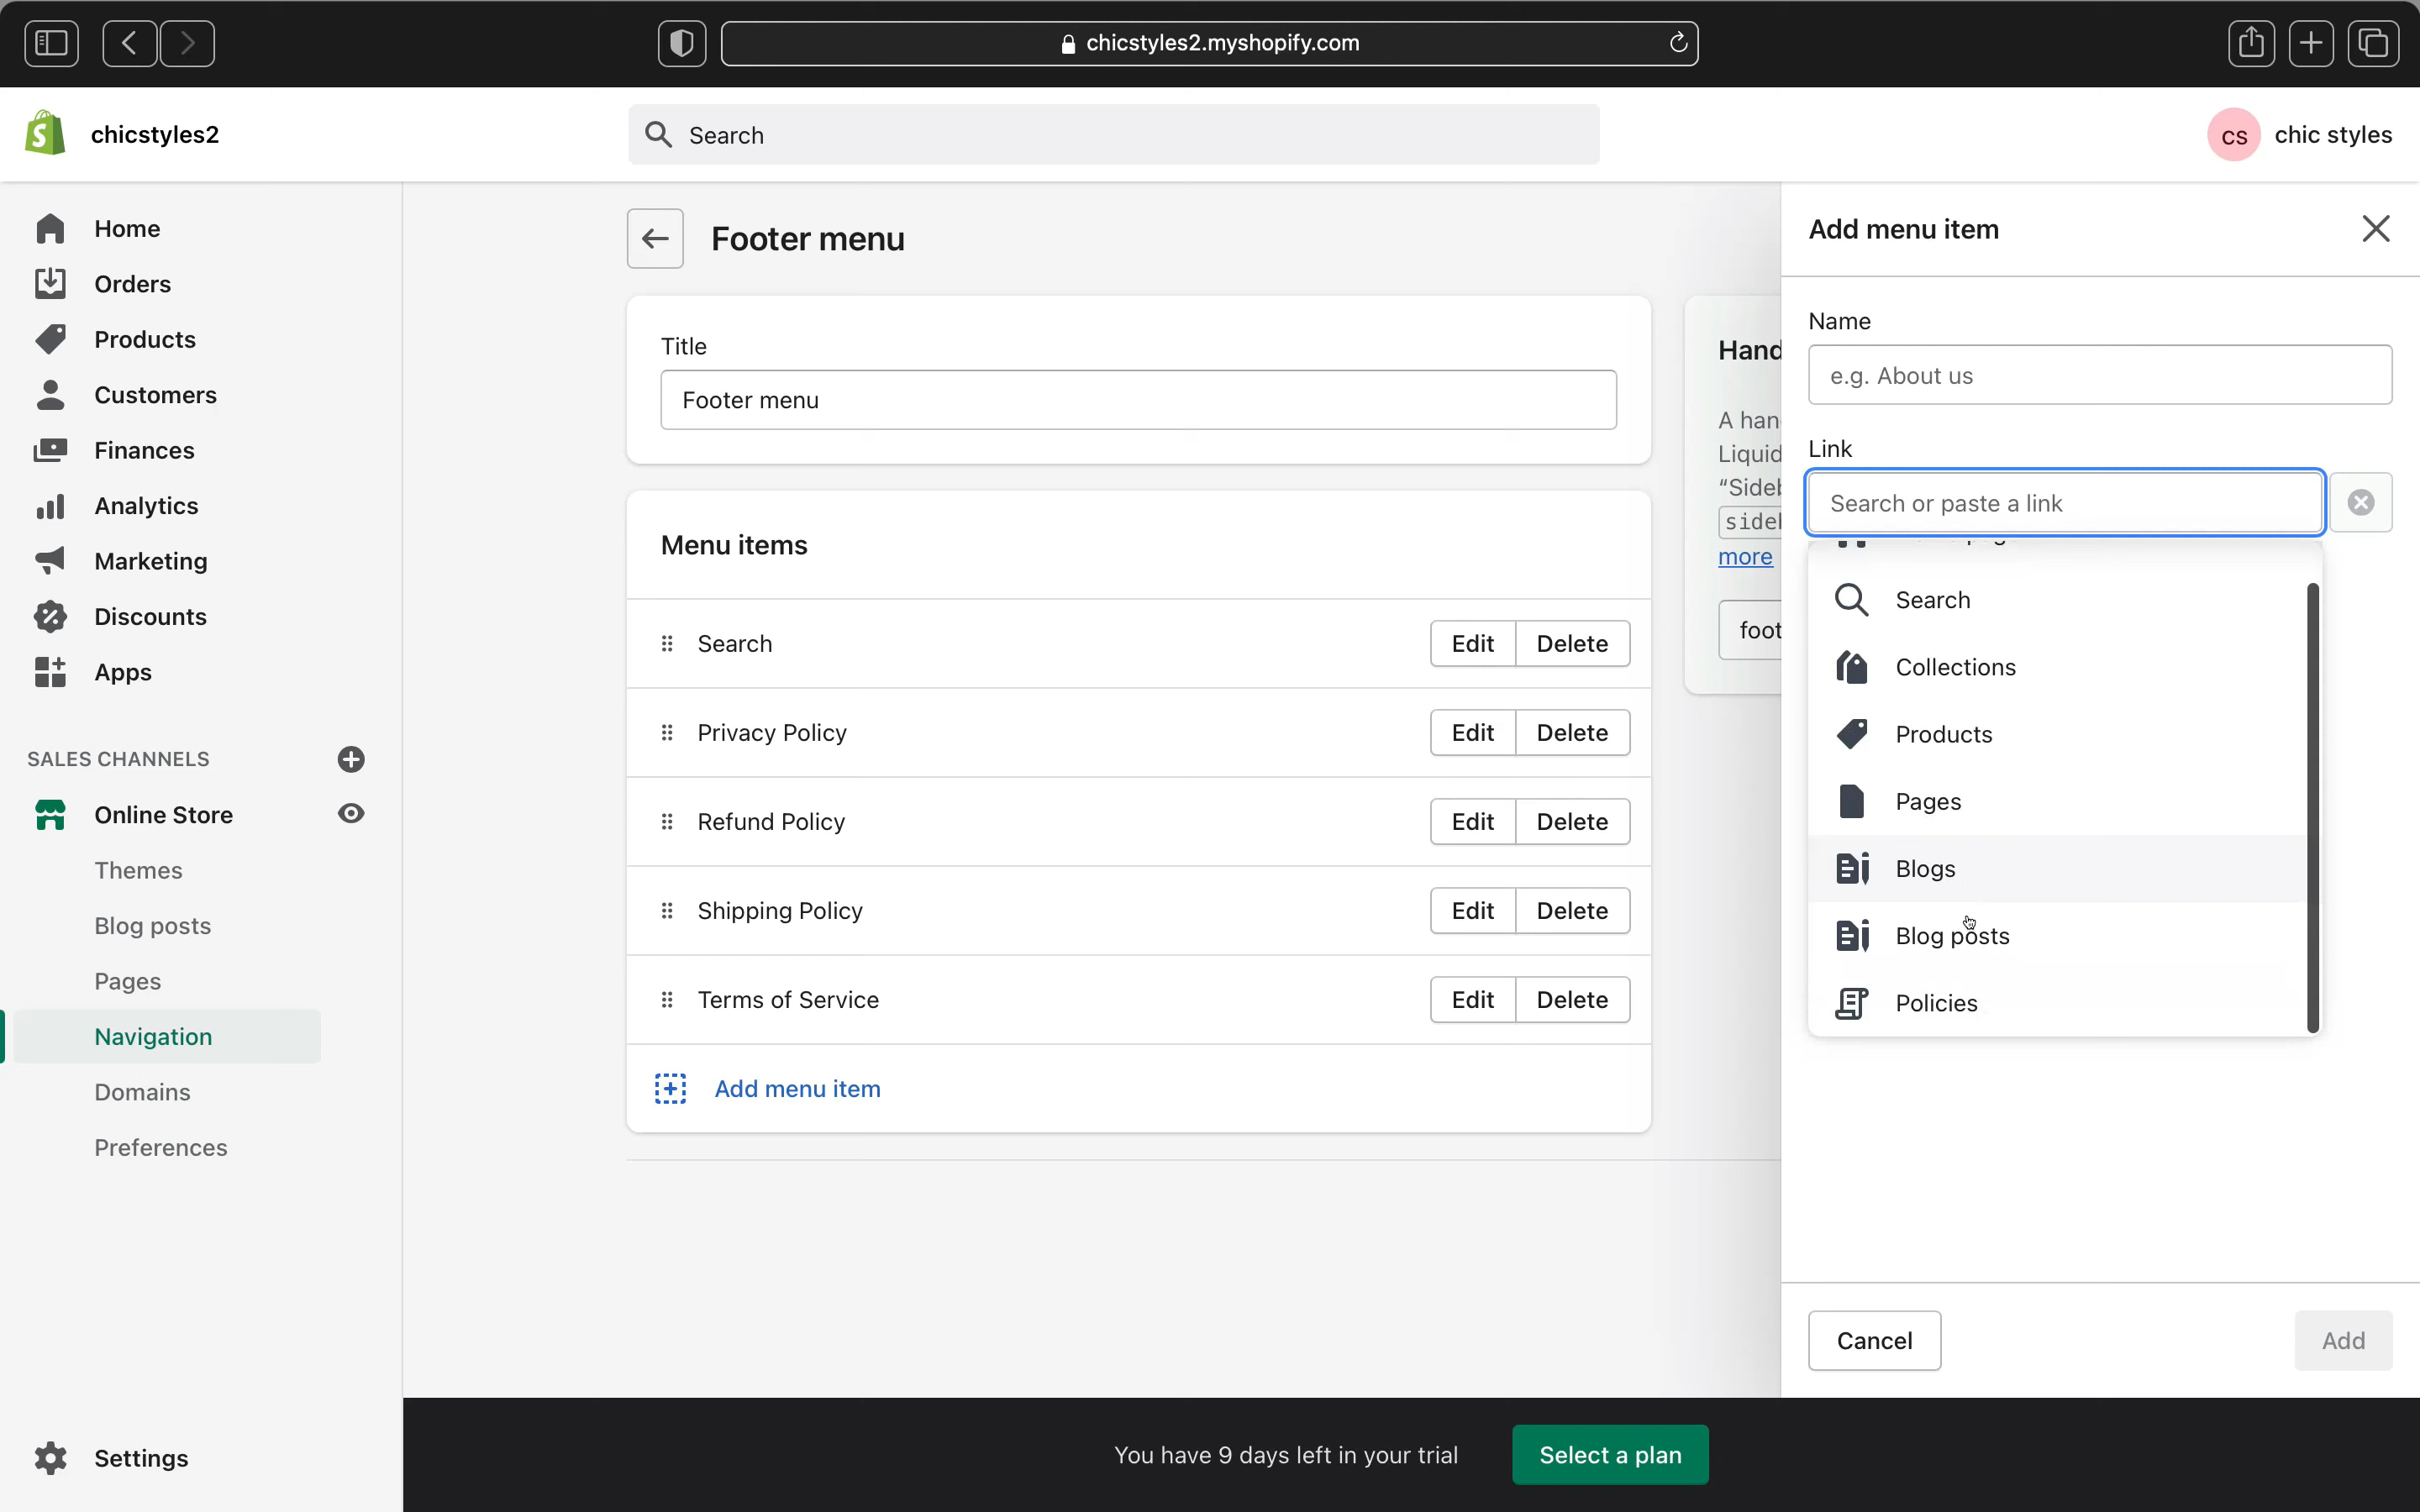 chicstyles2.myshopify.com
chicstyles2
Search
CS
chic styles
Home
Orders
Products
Customers
Finances
Analytics
Marketing
Discounts
Apps
SALES CHANNELS
Online Store
Themes
Blog posts
Pages
Navigation
Domains
Preferences
Settings
Footer menu
Title
Footer menu
Menu items
Search
Edit
Delete
Privacy Policy
Edit
Delete
Refund Policy
Edit
Delete
Shipping Policy
Edit
Delete
Terms of Service
Edit
Delete
Add menu item
Hand
A han
Liquid
"Sideb
sideb
more
foot
Add menu item
Name
e.g. About us
Link
Search or paste a link
Search
Collections
Products
Pages
Blogs
Blog posts
Policies
Cancel
Add
You have 9 days left in your trial
Select a plan